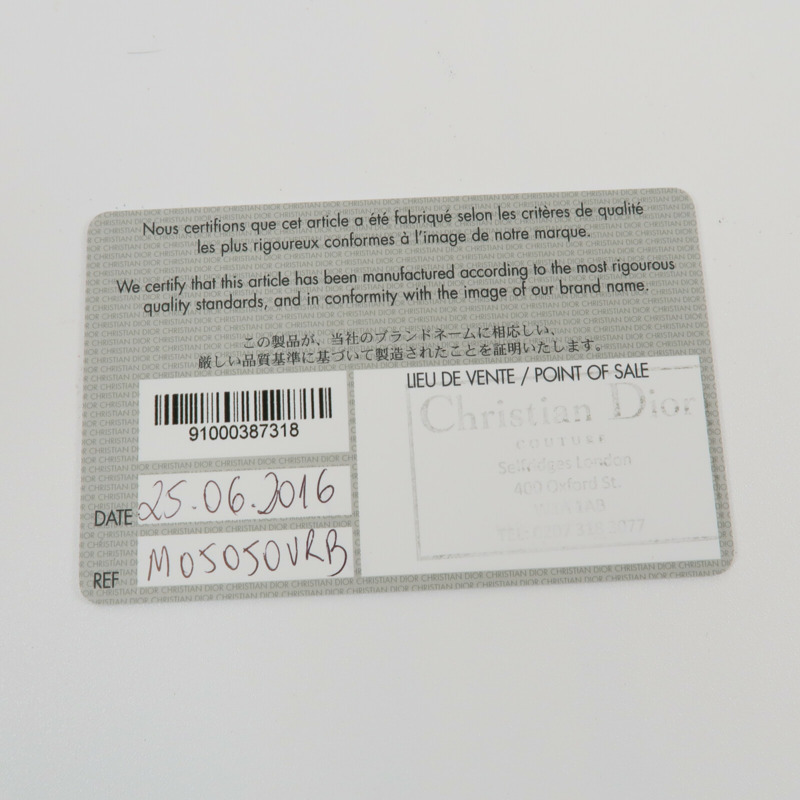 Nous certifions que cet article a été fabriqué selon les critères de qualité
les plus rigoureux conformes à l'image de notre marque.
We certify that this article has been manufactured according to the most rigourous
quality standards, and in conformity with the image of our brand name.
この製品が、当社のブランドネームに相応しい、
厳しい品質基準に基づいて製造されたことを証明いたします。
91000387318
DATE 25.06.2016
REF M05050VRB
LIEU DE VENTE / POINT OF SALE
Christian Dior
COUTURE
Selfridges London
400 Oxford St.